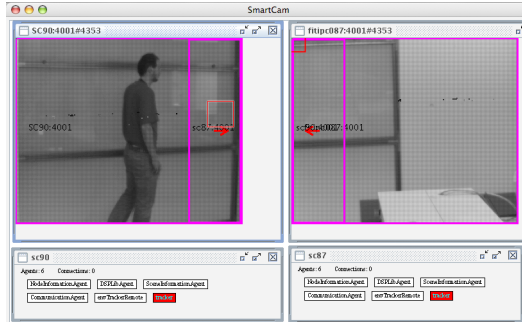 SmartCam
SC90:4001#4353
fitipc087:4001#4353
SC90:4001
sc87:4001
sc90
Agents: 6 Connections: 0
NodeInformationAgent DSPLibAgent SceneInformationAgent
CommunicationAgent envTrackerRemote tracker
sc87
Agents: 6 Connections: 0
NodeInformationAgent DSPLibAgent SceneInformationAgent
CommunicationAgent envTrackerRemote tracker